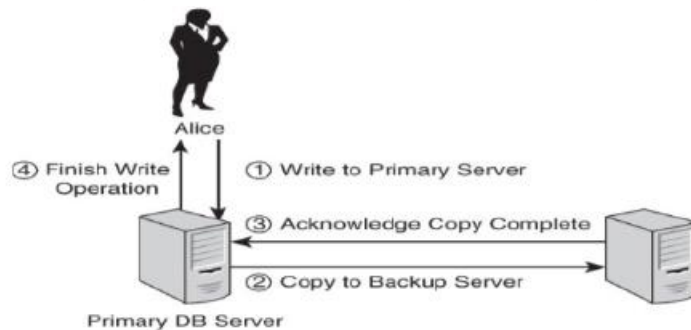 Alice
④ Finish Write
Operation
① Write to Primary Server
③ Acknowledge Copy Complete
② Copy to Backup Server
Primary DB Server